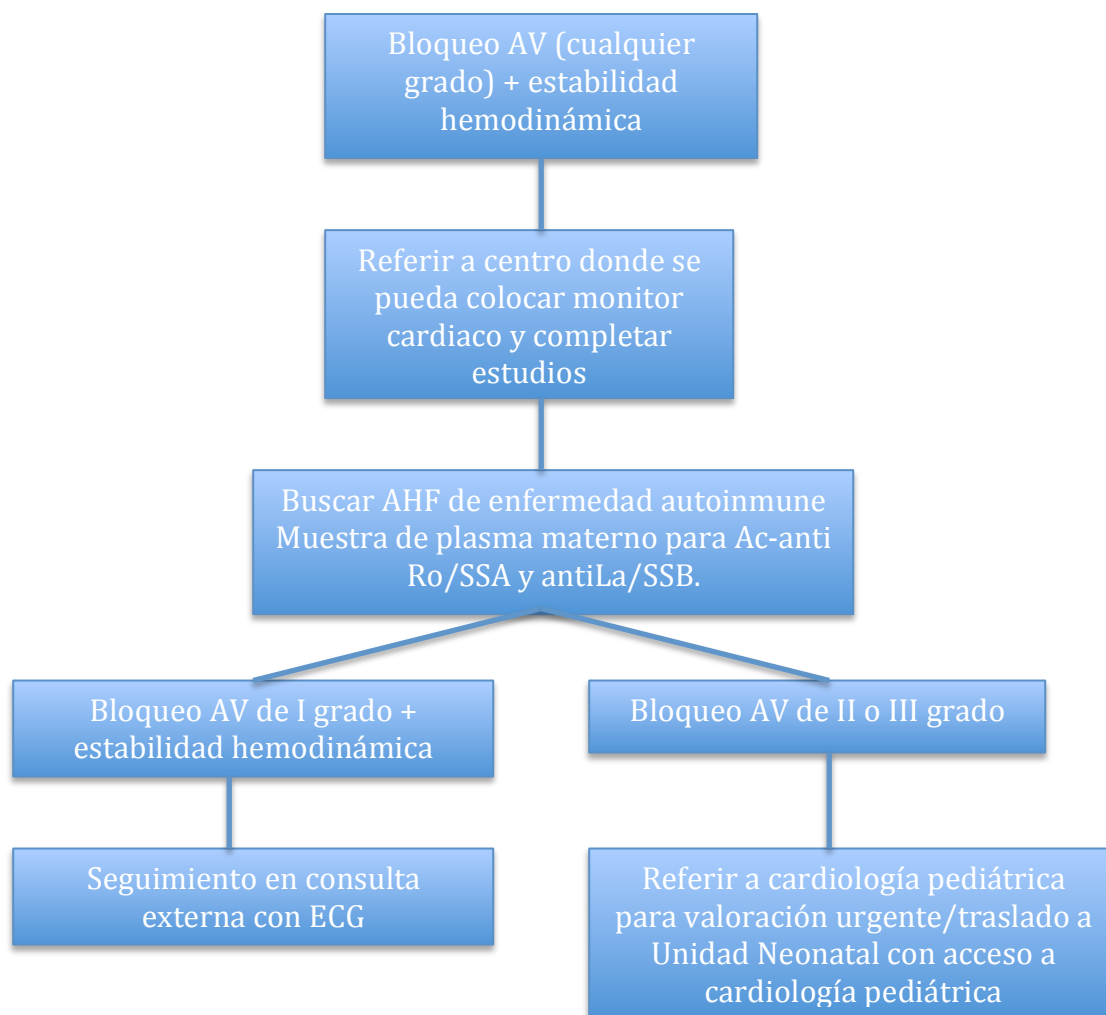 Bloqueo AV (cualquier
grado) + estabilidad
hemodinámica
Referir a centro donde se
pueda colocar monitor
cardiaco y completar
estudios
Buscar AHF de enfermedad autoinmune
Muestra de plasma materno para Ac-anti
Ro/SSA y antiLa/SSB.
Bloqueo AV de I grado +
estabilidad hemodinámica
Bloqueo AV de II o III grado
Seguimiento en consulta
externa con ECG
Referir a cardiología pediátrica
para valoración urgente/traslado a
Unidad Neonatal con acceso a
cardiología pediátrica